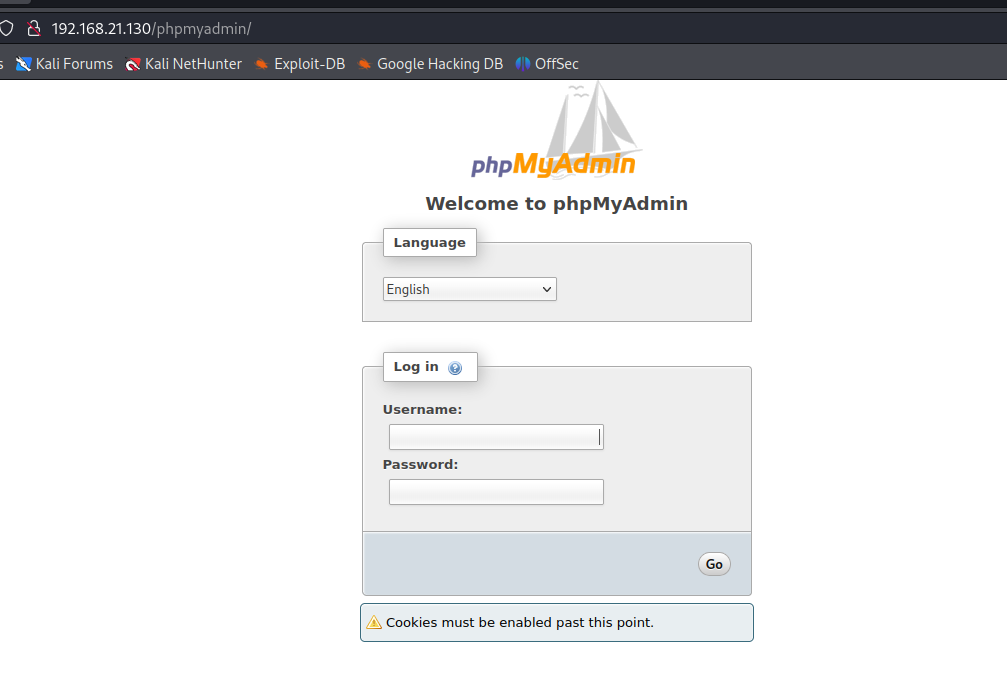 192.168.21.130/phpmyadmin/
s Kali Forums Kali NetHunter Exploit-DB Google Hacking DB OffSec
phpMyAdmin
Welcome to phpMyAdmin
Language
English
Log in
Username:
Password:
Go
Cookies must be enabled past this point.